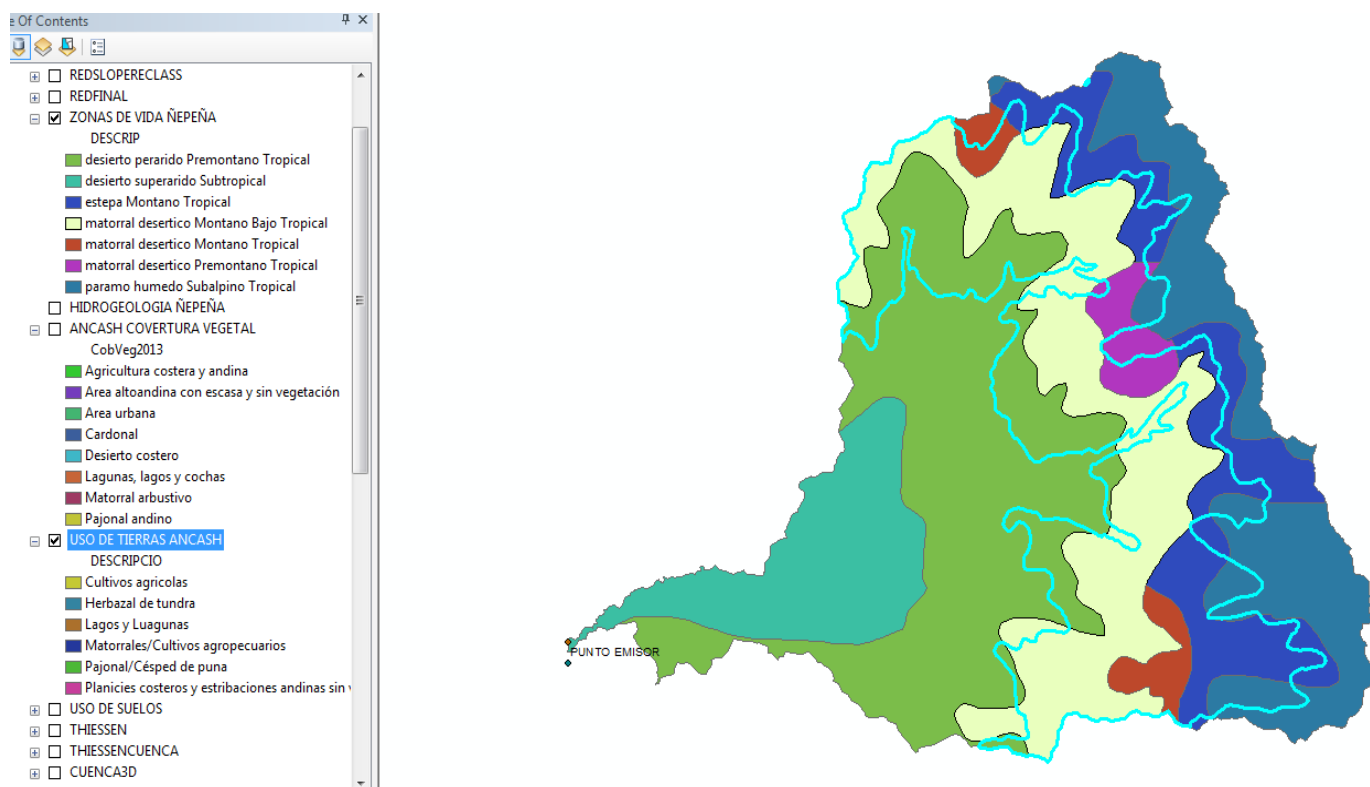 e Of Contents
REDSLOPERECLASS
REDFINAL
ZONAS DE VIDA ÑEPEÑA
DESCRIP
desierto perarido Premontano Tropical
desierto superarido Subtropical
estepa Montano Tropical
matorral desertico Montano Bajo Tropical
matorral desertico Montano Tropical
matorral desertico Premontano Tropical
paramo humedo Subalpino Tropical
HIDROGEOLOGIA ÑEPEÑA
ANCASH COVERTURA VEGETAL
CobVeg2013
Agricultura costera y andina
Area altoandina con escasa y sin vegetación
Area urbana
Cardonal
Desierto costero
Lagunas, lagos y cochas
Matorral arbustivo
Pajonal andino
USO DE TIERRAS ANCASH
DESCRIPCIO
Cultivos agricolas
Herbazal de tundra
Lagos y Luagunas
Matorrales/Cultivos agropecuarios
Pajonal/Césped de puna
Planicies costeros y estribaciones andinas sin
USO DE SUELOS
THIESSEN
THIESSENCUENCA
CUENCA3D
PUNTO EMISOR